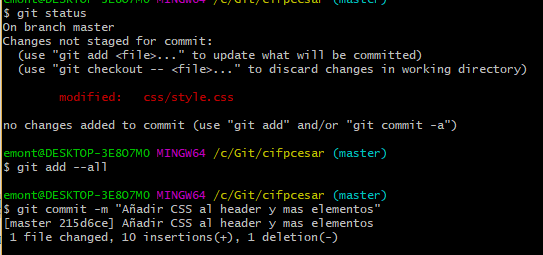 $ git status
On branch master
Changes not staged for commit:
  (use "git add <file>..." to update what will be committed)
  (use "git checkout -- <file>..." to discard changes in working directory)
        modified:   css/style.css
no changes added to commit (use "git add" and/or "git commit -a")
emont@DESKTOP-3E8O7MO MINGW64 /c/Git/cifpcesar (master)
$ git add --all
emont@DESKTOP-3E8O7MO MINGW64 /c/Git/cifpcesar (master)
$ git commit -m "Añadir CSS al header y mas elementos"
[master 215d6ce] Añadir CSS al header y mas elementos
 1 file changed, 10 insertions(+), 1 deletion(-)